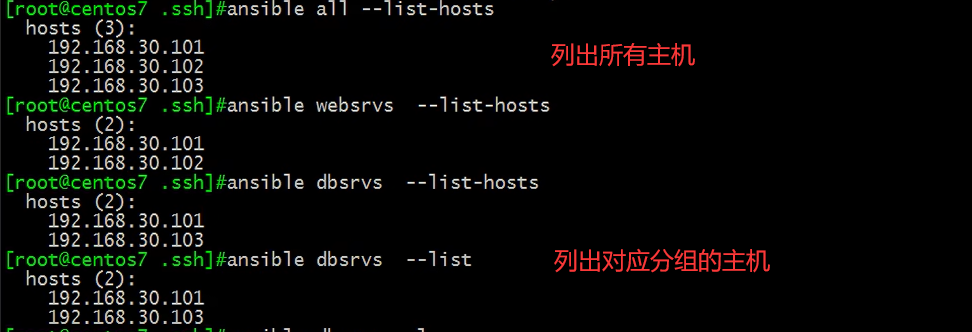 [root@centos7 .ssh]#ansible all --list-hosts
hosts (3):
192.168.30.101
列出所有主机
192.168.30.102
192.168.30.103
[root@centos7 .ssh]#ansible websrvs --list-hosts
hosts (2):
192.168.30.101
192.168.30.102
[root@centos7 .ssh]#ansible dbsrvs --list-hosts
hosts (2):
192.168.30.101
192.168.30.103
[root@centos7 .ssh]#ansible dbsrvs --list
列出对应分组的主机
hosts (2):
192.168.30.101
192.168.30.103